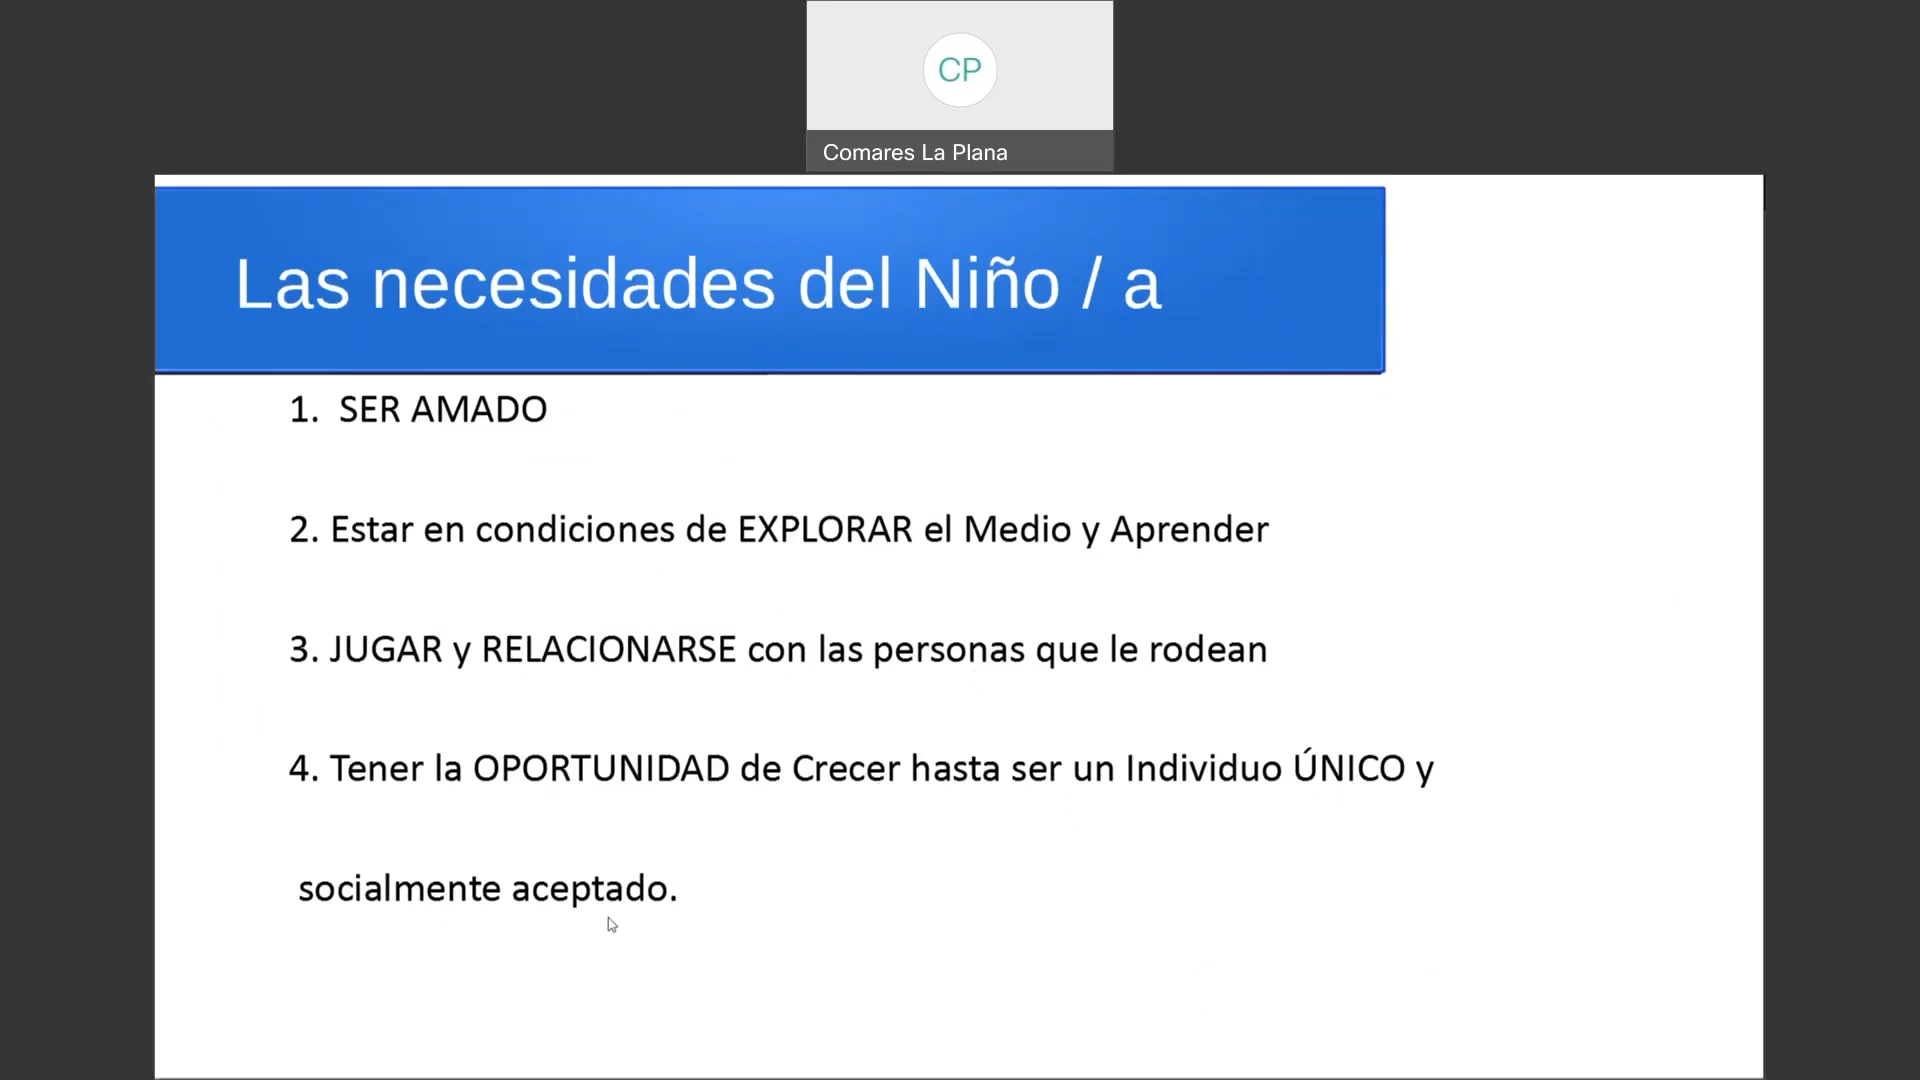 CP
Comares La Plana
Las necesidades del Niño / a
1. SER AMADO
2. Estar en condiciones de EXPLORAR el Medio y Aprender
3. JUGAR y RELACIONARSE con las personas que le rodean
4. Tener la OPORTUNIDAD de Crecer hasta ser un Individuo ÚNICO y
socialmente aceptado.